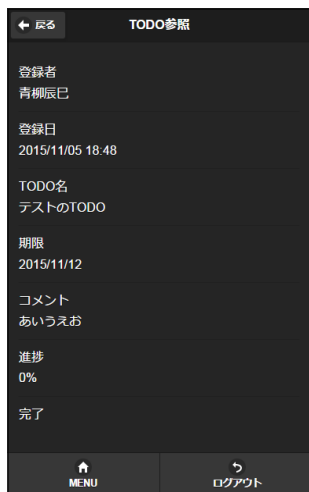 戻る
TODO参照
登録者
青柳辰巳
登録日
2015/11/05 18:48
TODO名
テストのTODO
期限
2015/11/12
コメント
あいうえお
進捗
0%
完了
MENU
ログアウト